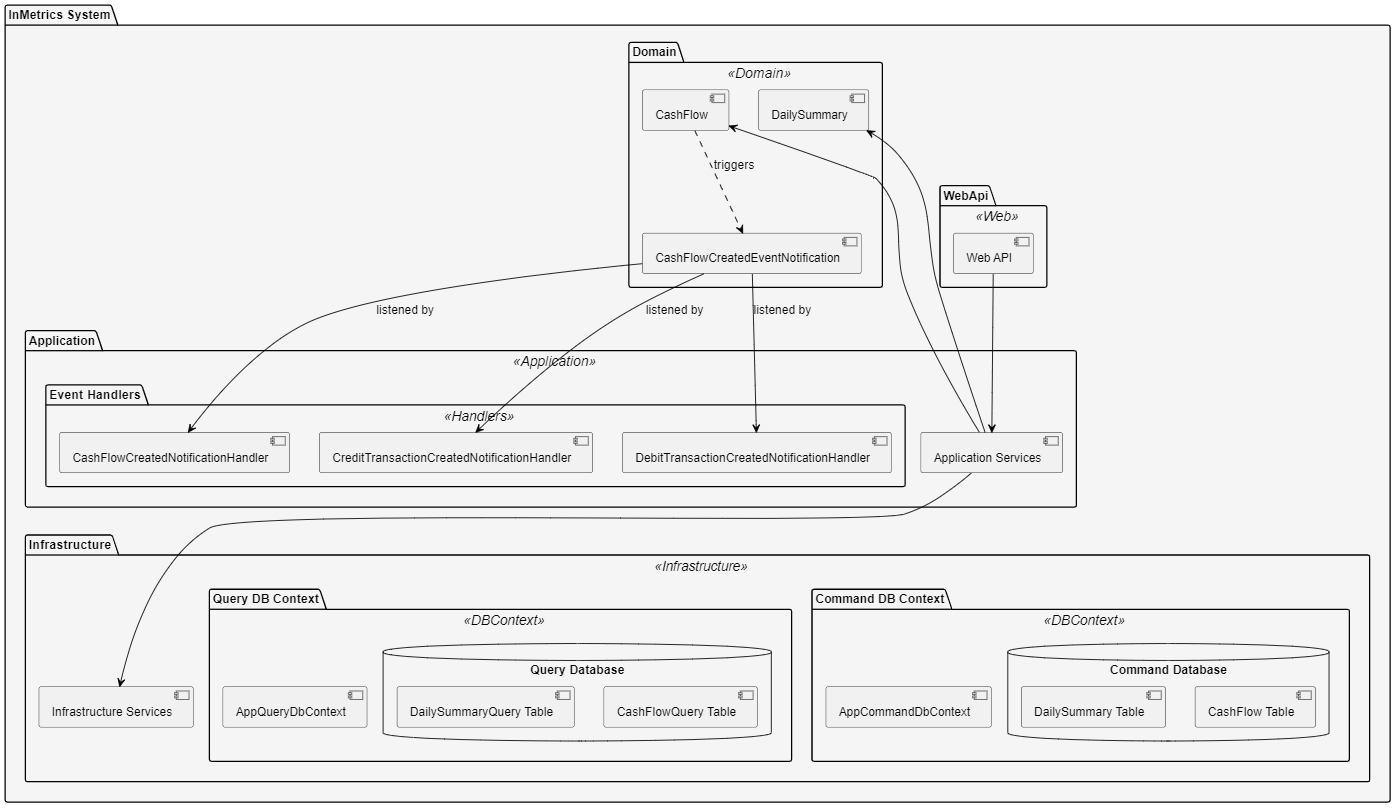 InMetrics System
Domain
«Domain»
CashFlow
DailySummary
triggers
WebApi
«Web»
CashFlowCreatedEventNotification
Web API
listened by
listened by
listened by
Application
«Application»
Event Handlers
«Handlers»
CashFlowCreatedNotificationHandler
CreditTransactionCreatedNotificationHandler
DebitTransactionCreatedNotificationHandler
Application Services
Infrastructure
«Infrastructure»
Query DB Context
Command DB Context
«DBContext»
«DBContext»
Query Database
Command Database
Infrastructure Services
AppQueryDbContext
DailySummaryQuery Table
CashFlowQuery Table
AppCommandDbContext
DailySummary Table
CashFlow Table